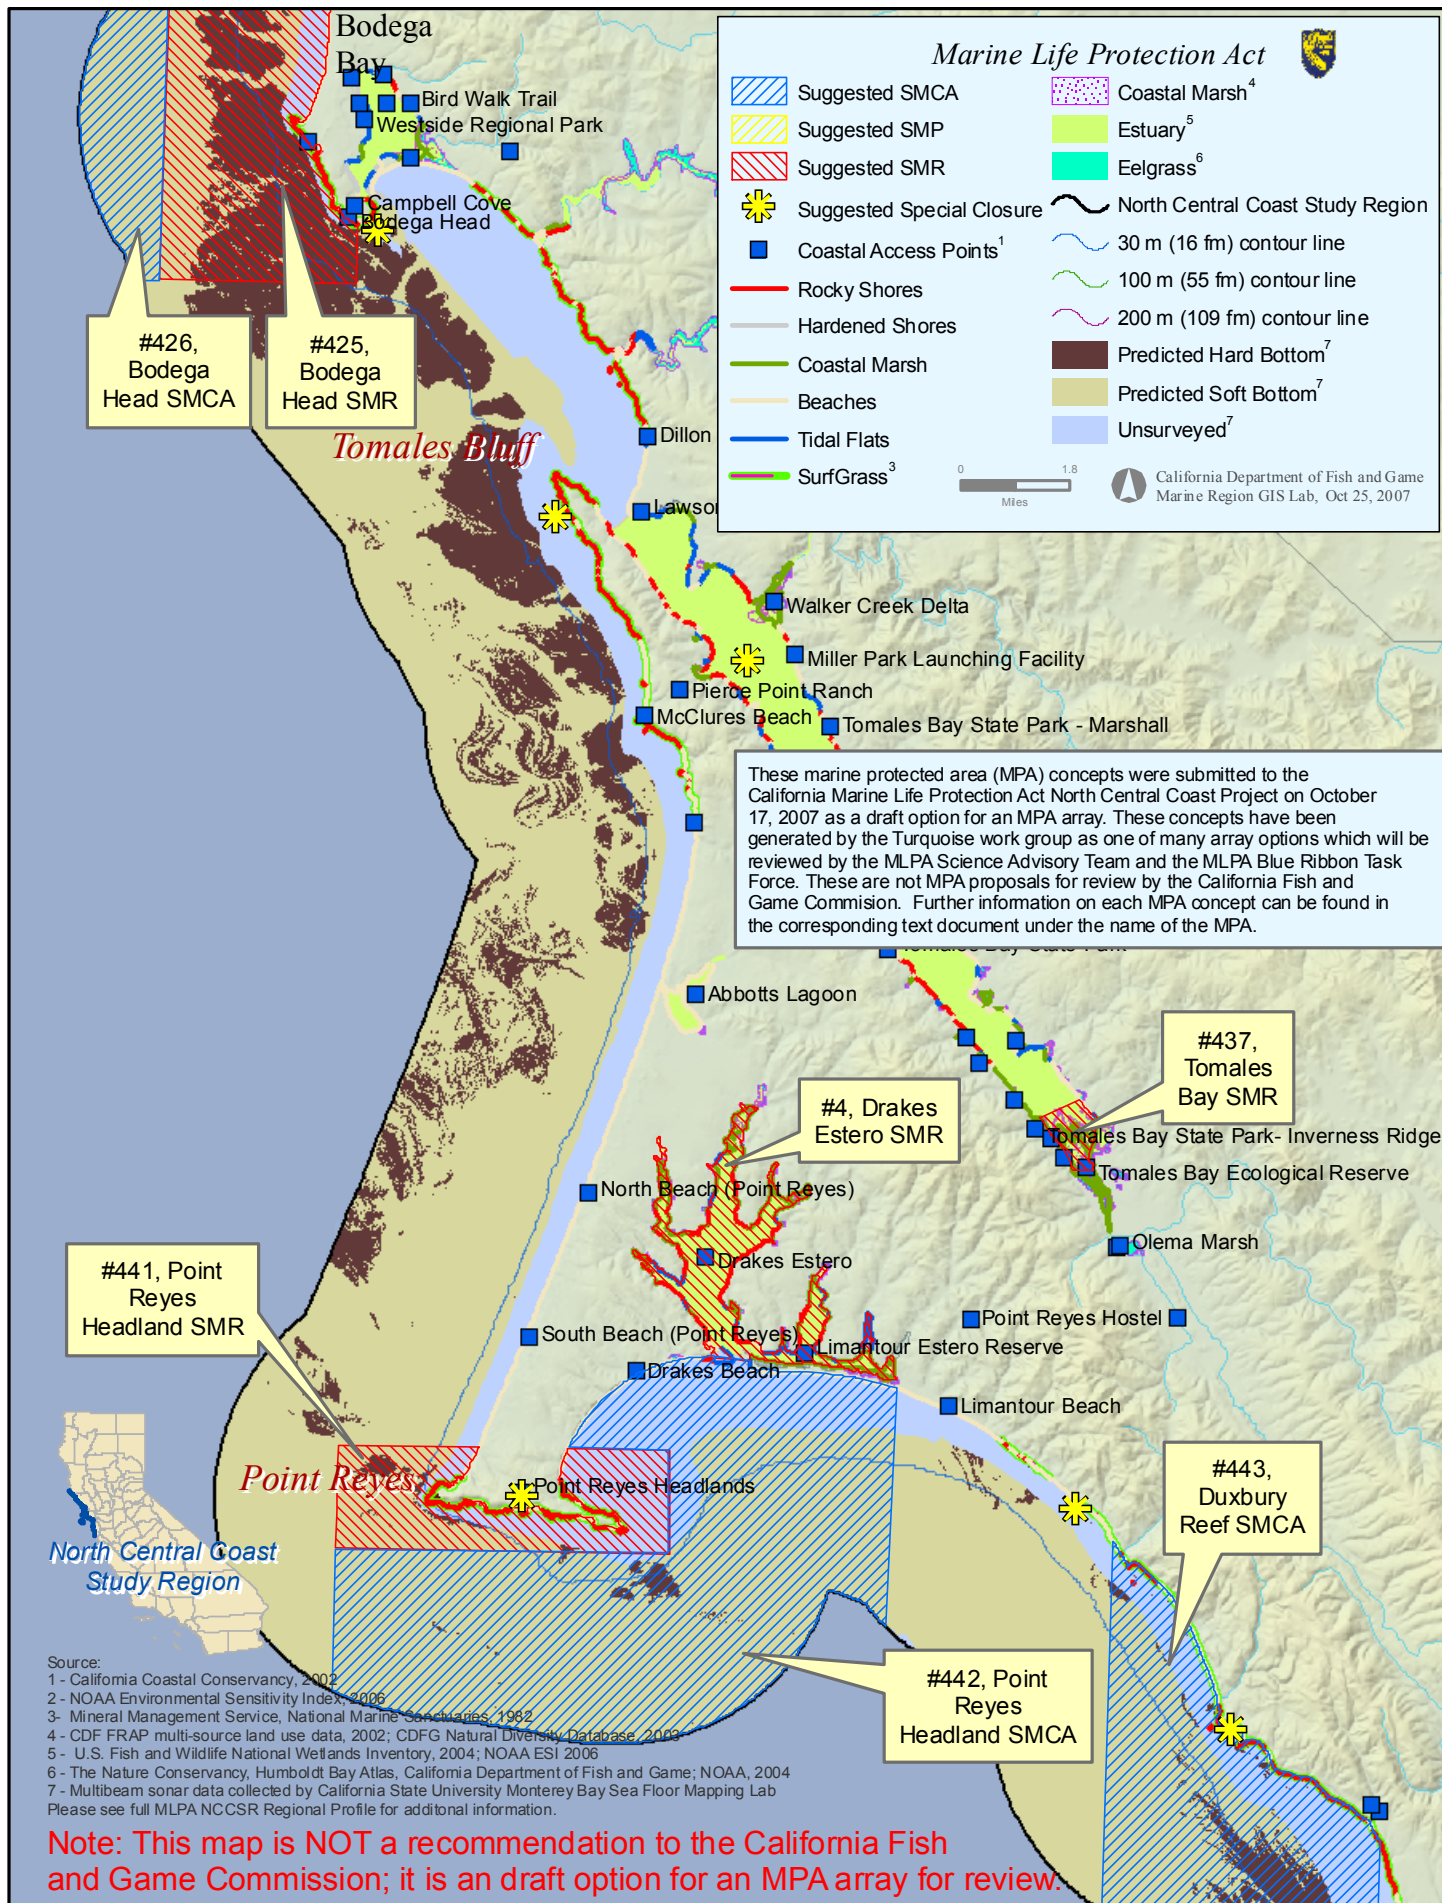 Bodega
Bay
Bird Walk Trail
Westside Regional Park
Campbell Cove
Bodega Head
#426,
Bodega
Head SMCA
#425,
Bodega
Head SMR
Tomales Bluff
Dillon
Marine Life Protection Act
Suggested SMCA
Suggested SMP
Suggested SMR
Suggested Special Closure
Coastal Access Points1
Rocky Shores
Hardened Shores
Coastal Marsh
Beaches
Tidal Flats
SurfGrass3
Coastal Marsh4
Estuary5
Eelgrass6
North Central Coast Study Region
30 m (16 fm) contour line
100 m (55 fm) contour line
200 m (109 fm) contour line
Predicted Hard Bottom7
Predicted Soft Bottom7
Unsurveyed7
0 1.8
Miles
California Department of Fish and Game
Marine Region GIS Lab, Oct 25, 2007
Lawson
Walker Creek Delta
Miller Park Launching Facility
Pierce Point Ranch
McClures Beach
Tomales Bay State Park - Marshall
These marine protected area (MPA) concepts were submitted to the
California Marine Life Protection Act North Central Coast Project on October
17, 2007 as a draft option for an MPA array. These concepts have been
generated by the Turquoise work group as one of many array options which will be
reviewed by the MLPA Science Advisory Team and the MLPA Blue Ribbon Task
Force. These are not MPA proposals for review by the California Fish and
Game Commision. Further information on each MPA concept can be found in
the corresponding text document under the name of the MPA.
Tomales Bay State Park
Abbotts Lagoon
#437,
Tomales
Bay SMR
#4, Drakes
Estero SMR
Tomales Bay State Park- Inverness Ridge
Tomales Bay Ecological Reserve
North Beach (Point Reyes)
Olema Marsh
Drakes Estero
#441, Point
Reyes
Headland SMR
Point Reyes Hostel
South Beach (Point Reyes)
Limantour Estero Reserve
Drakes Beach
Limantour Beach
Point Reyes
Point Reyes Headlands
#443,
Duxbury
Reef SMCA
North Central Coast
Study Region
#442, Point
Reyes
Headland SMCA
Source:
1 - California Coastal Conservancy, 2002
2 - NOAA Environmental Sensitivity Index, 2006
3- Mineral Management Service, National Marine Sanctuaries, 1982
4 - CDF FRAP multi-source land use data, 2002; CDFG Natural Diversity Database, 2003
5 - U.S. Fish and Wildlife National Wetlands Inventory, 2004; NOAA ESI 2006
6 - The Nature Conservancy, Humboldt Bay Atlas, California Department of Fish and Game; NOAA, 2004
7 - Multibeam sonar data collected by California State University Monterey Bay Sea Floor Mapping Lab
Please see full MLPA NCCSR Regional Profile for additonal information.
Note: This map is NOT a recommendation to the California Fish
and Game Commission; it is an draft option for an MPA array for review.